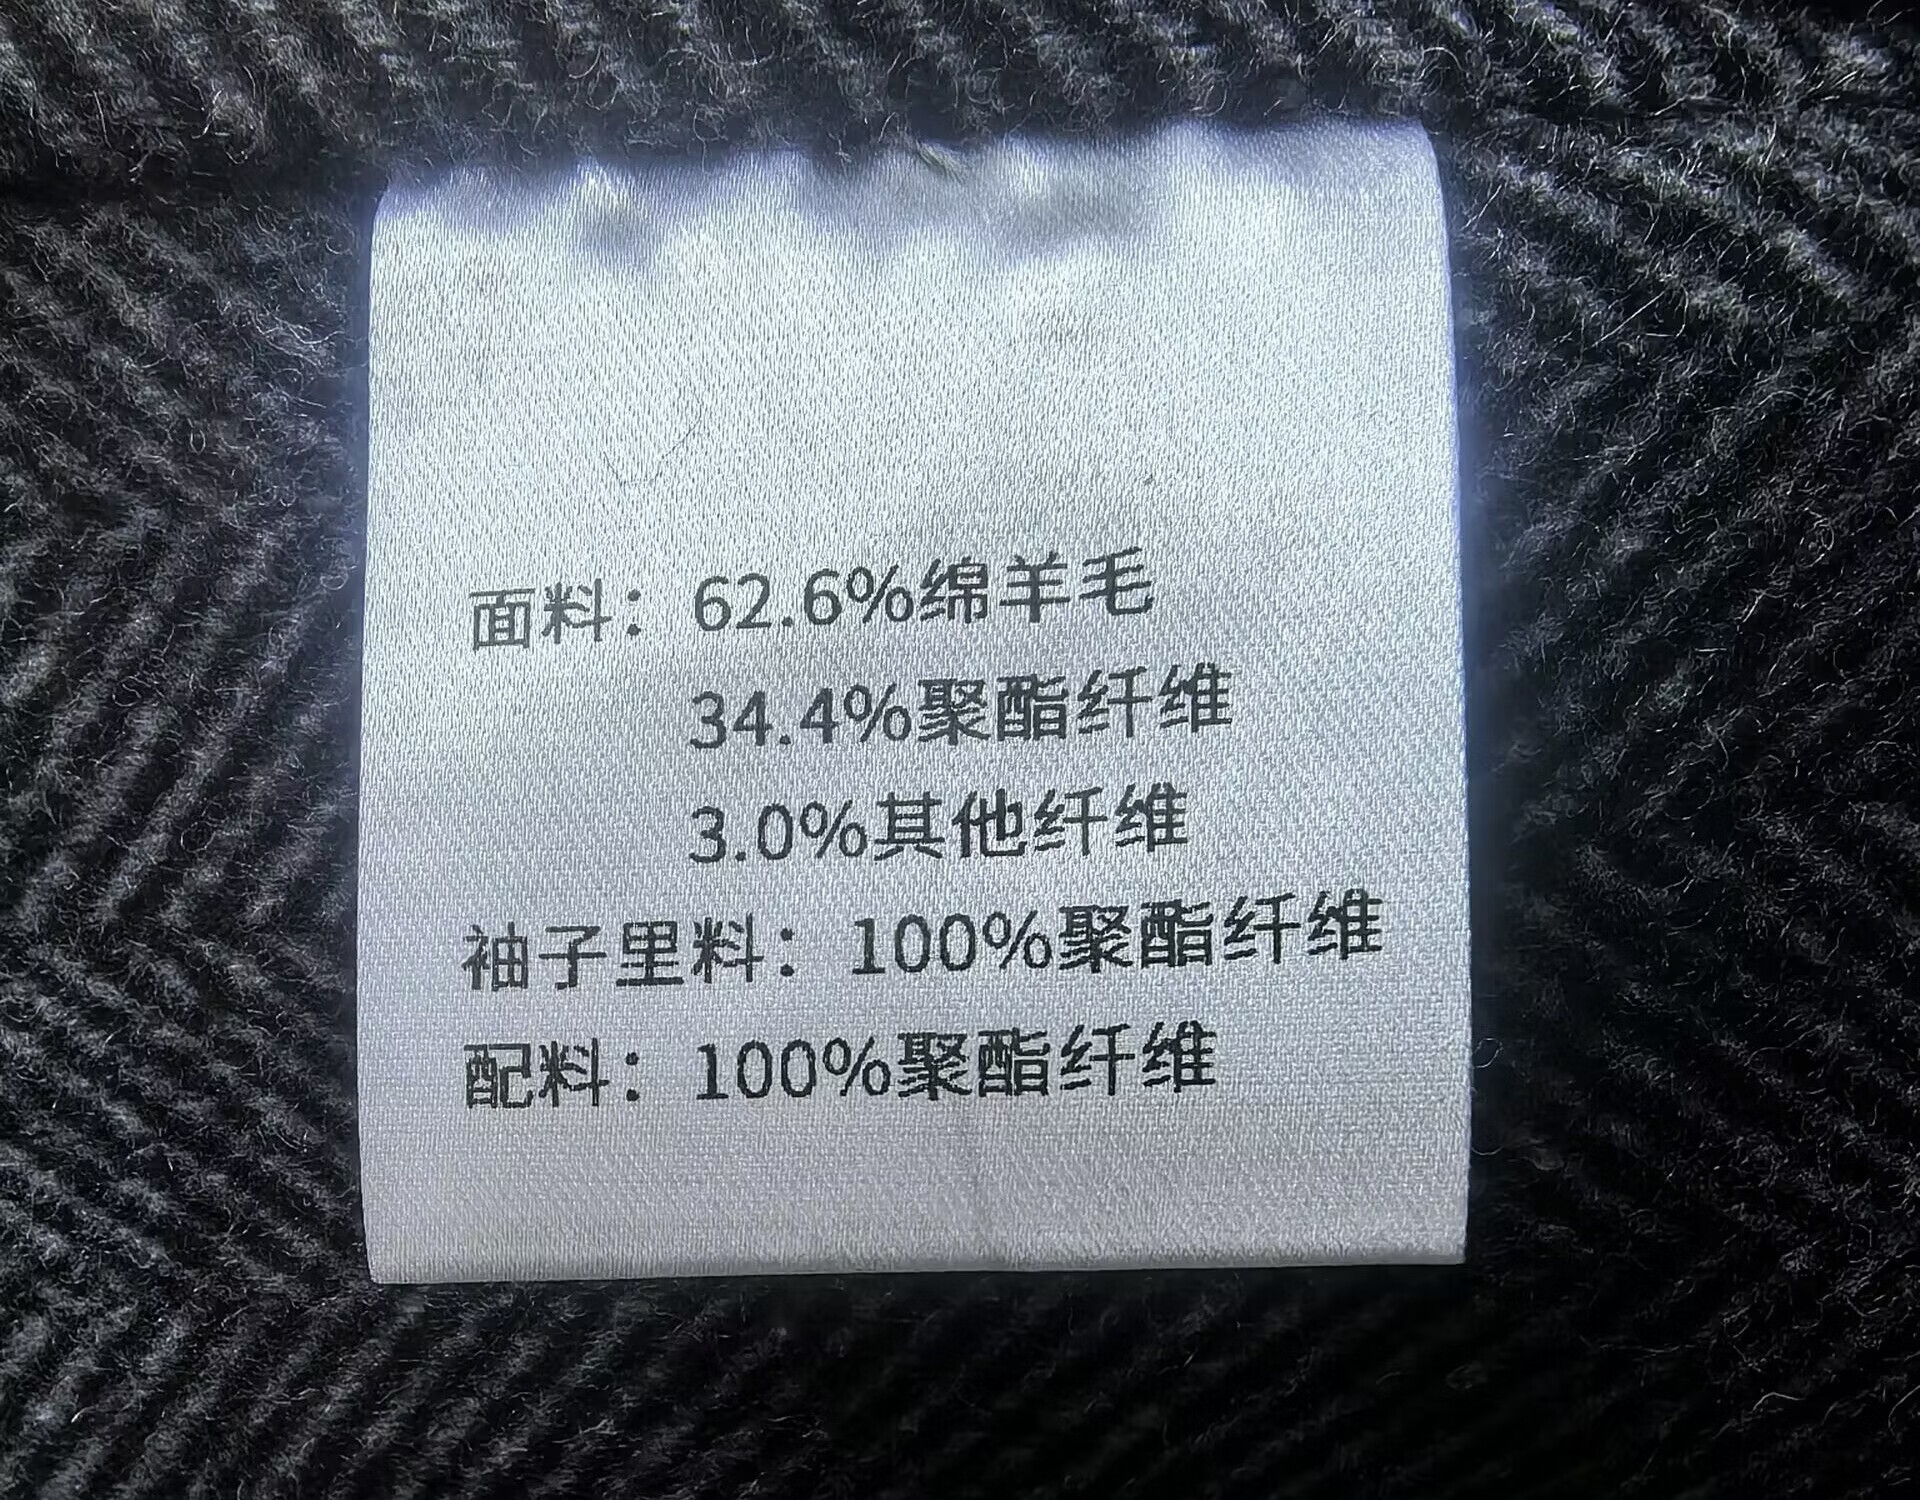 面料：62.6%绵羊毛
34.4%聚酯纤维
3.0%其他纤维
袖子里料：100%聚酯纤维
配料：100%聚酯纤维